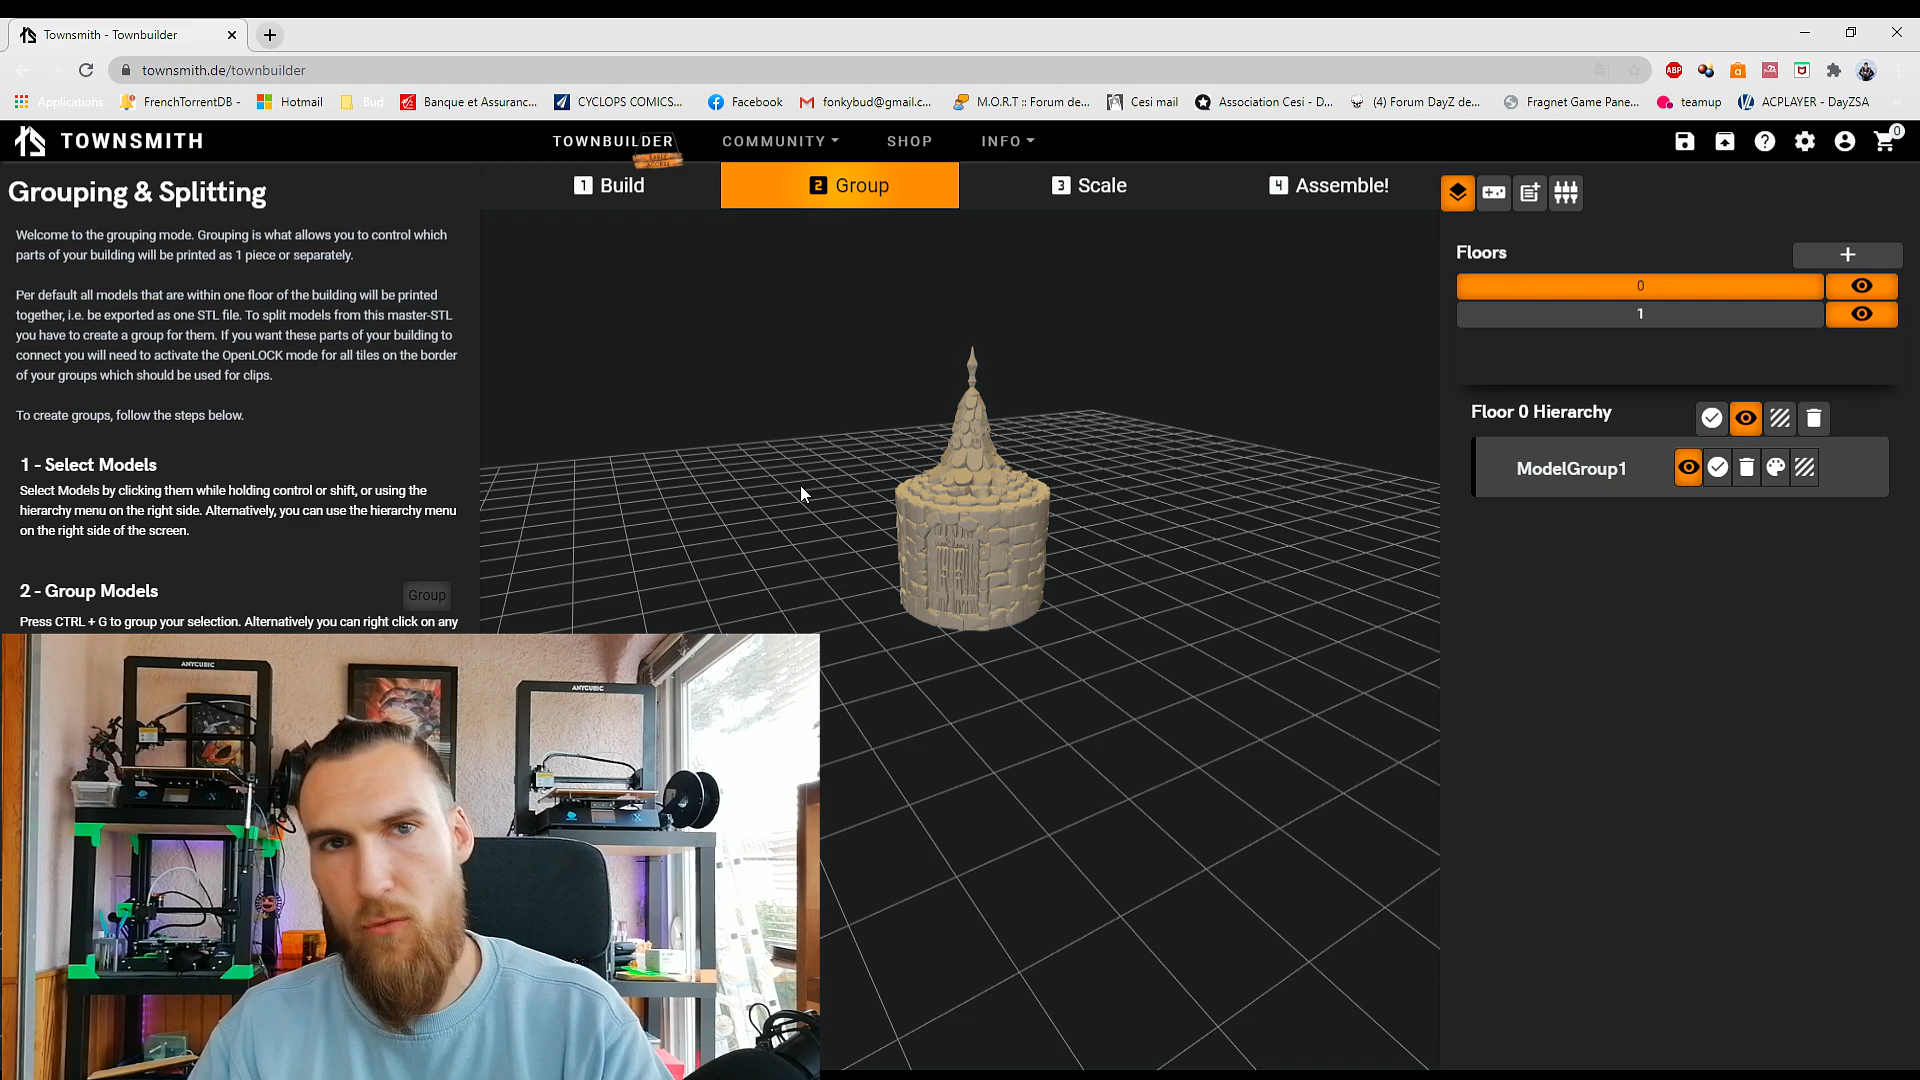 Townsmith - Townbuilder
townsmith.de/townbuilder
Applications FrenchTorrentDB - Hotmail Bud Banque et Assuranc... CYCLOPS COMICS... Facebook fonkybud@gmail.c... M.O.R.T :: Forum de... Cesi mail Association Cesi - D... (4) Forum DayZ de... Fragnet Game Pane... teamup ACPLAYER - DayZSA
TOWNSMITH TOWNBUILDER COMMUNITY SHOP INFO 0
EARLY ACCESS
Grouping & Splitting
1 Build 2 Group 3 Scale 4 Assemble!
Welcome to the grouping mode. Grouping is what allows you to control which
parts of your building will be printed as 1 piece or separately.
Per default all models that are within one floor of the building will be printed
together, i.e. be exported as one STL file. To split models from this master-STL
you have to create a group for them. If you want these parts of your building to
connect you will need to activate the OpenLOCK mode for all tiles on the border
of your groups which should be used for clips.
To create groups, follow the steps below.
1 - Select Models
Select Models by clicking them while holding control or shift, or using the
hierarchy menu on the right side. Alternatively, you can use the hierarchy menu
on the right side of the screen.
2 - Group Models Group
Press CTRL + G to group your selection. Alternatively you can right click on any
Floors +
0
1
Floor 0 Hierarchy
ModelGroup1
ABP
ANYCUBIC
ANYCUBIC